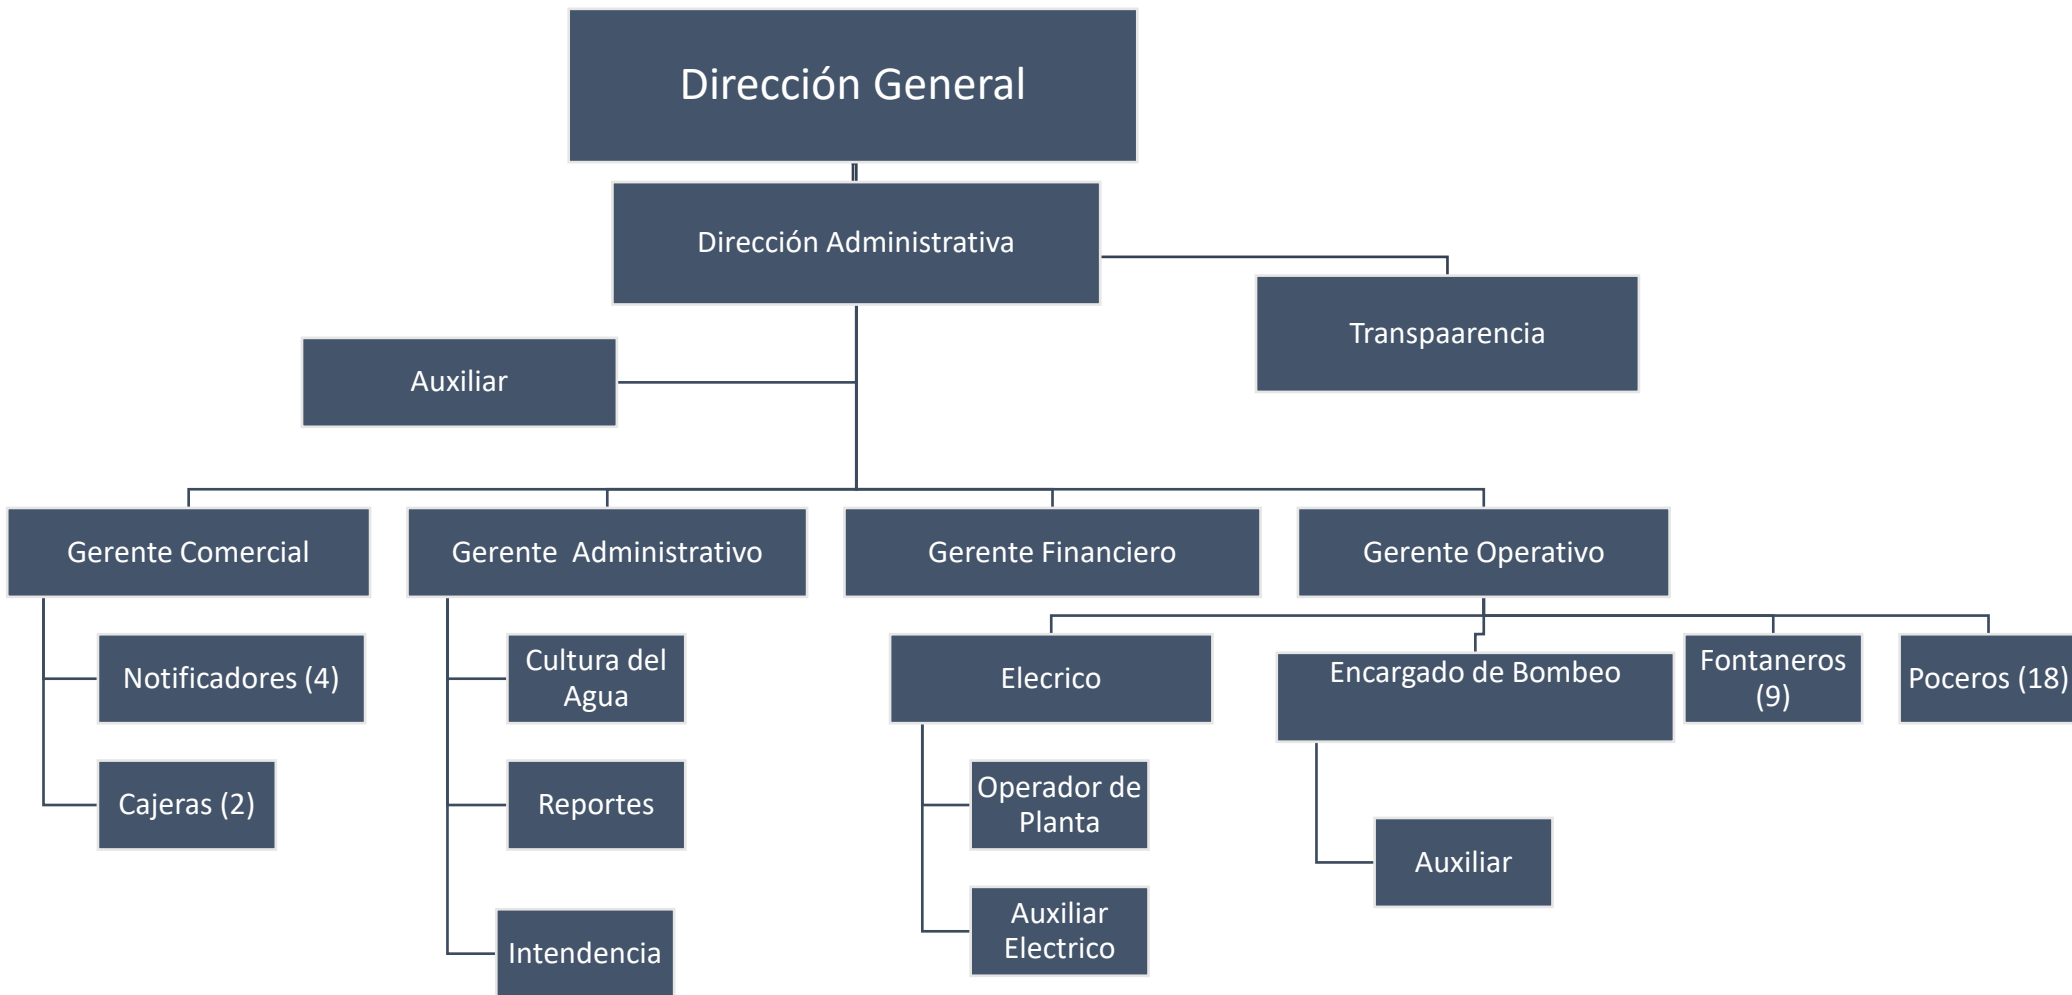 Dirección General
Dirección Administrativa
Transpaarencia
Auxiliar
Gerente Comercial
Gerente  Administrativo
Gerente Financiero
Gerente Operativo
Notificadores (4)
Cajeras (2)
Cultura del
Agua
Reportes
Intendencia
Elecrico
Operador de
Planta
Auxiliar
Electrico
Encargado de Bombeo
Auxiliar
Fontaneros
(9)
Poceros (18)